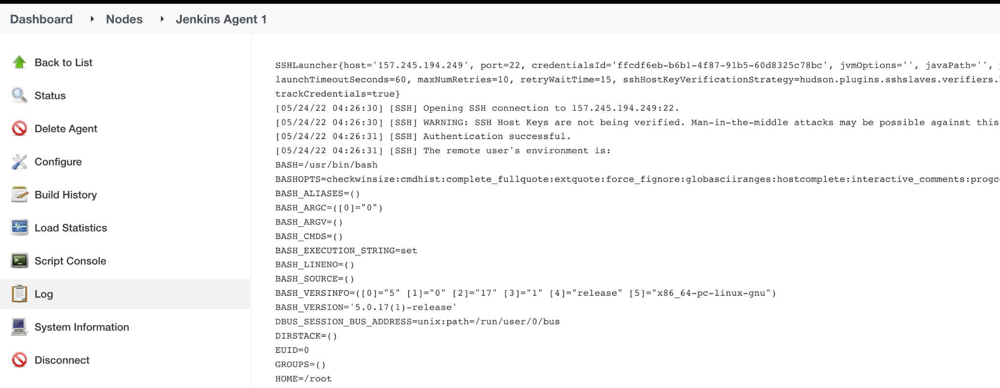 Dashboard
Nodes
Jenkins Agent 1
Back to List
Status
Delete Agent
Configure
Build History
Load Statistics
Script Console
Log
System Information
Disconnect
SSHLauncher{host='157.245.194.249', port=22, credentialsId='ffcdf6eb-b6b1-4f87-91b5-60d8325c78bc', jvmOptions='', javaPath='',
launchTimeoutSeconds=60, maxNumRetries=10, retryWaitTime=15, sshHostKeyVerificationStrategy=hudson.plugins.sshslaves.verifiers.
trackCredentials=true}
[05/24/22 04:26:30] [SSH] Opening SSH connection to 157.245.194.249:22.
[05/24/22 04:26:30] [SSH] WARNING: SSH Host Keys are not being verified. Man-in-the-middle attacks may be possible against this
[05/24/22 04:26:31] [SSH] Authentication successful.
[05/24/22 04:26:31] [SSH] The remote user's environment is:
BASH=/usr/bin/bash
BASHOPTS=checkwinsize:cmdhist:complete_fullquote:extquote:force_fignore:globasciiranges:hostcomplete:interactive_comments:progc
BASH_ALIASES=()
BASH_ARGC=([0]="0")
BASH_ARGV=()
BASH_CMDS=()
BASH_EXECUTION_STRING=set
BASH_LINENO=()
BASH_SOURCE=()
BASH_VERSINFO=([0]="5" [1]="0" [2]="17" [3]="1" [4]="release" [5]="x86_64-pc-linux-gnu")
BASH_VERSION='5.0.17(1)-release'
DBUS_SESSION_BUS_ADDRESS=unix:path=/run/user/0/bus
DIRSTACK=()
EUID=0
GROUPS=()
HOME=/root